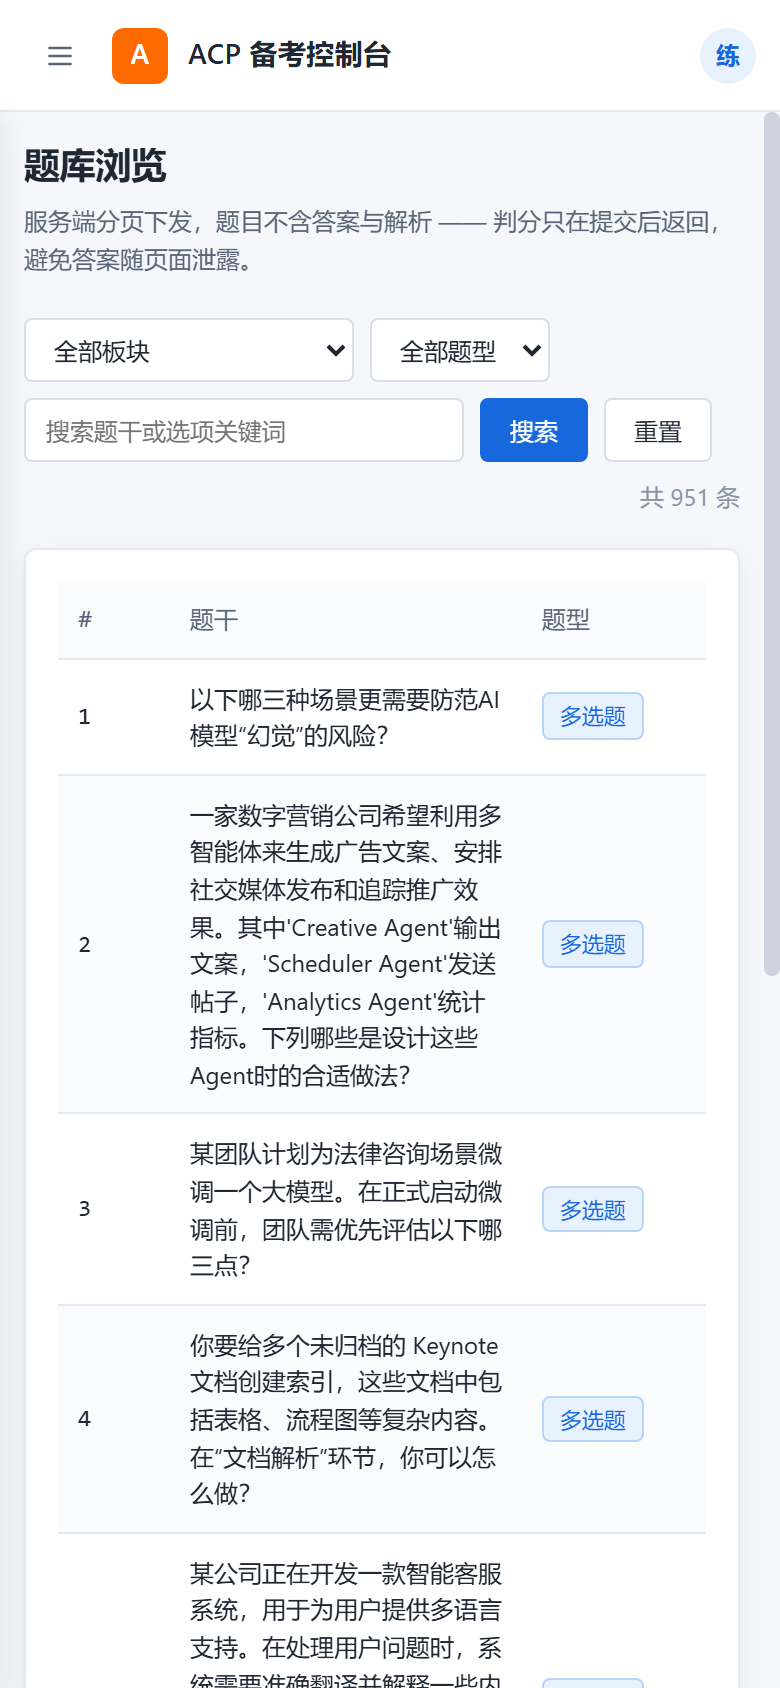 A ACP 备考控制台 练
题库浏览
服务端分页下发，题目不含答案与解析 —— 判分只在提交后返回，
避免答案随页面泄露。
全部板块 全部题型
搜索题干或选项关键词 搜索 重置
共 951 条
# 题干 题型
1 以下哪三种场景更需要防范AI 多选题
模型“幻觉”的风险？
一家数字营销公司希望利用多
智能体来生成广告文案、安排
社交媒体发布和追踪推广效
果。其中'Creative Agent'输出
2 文案，'Scheduler Agent'发送 多选题
帖子，'Analytics Agent'统计
指标。下列哪些是设计这些
Agent时的合适做法？
某团队计划为法律咨询场景微
调一个大模型。在正式启动微
3 调前，团队需优先评估以下哪 多选题
三点？
你要给多个未归档的 Keynote
文档创建索引，这些文档中包
4 括表格、流程图等复杂内容。 多选题
在“文档解析”环节，你可以怎
么做？
某公司正在开发一款智能客服
系统，用于为用户提供多语言
支持。在处理用户问题时，系
统需要准确翻译并解释一些内